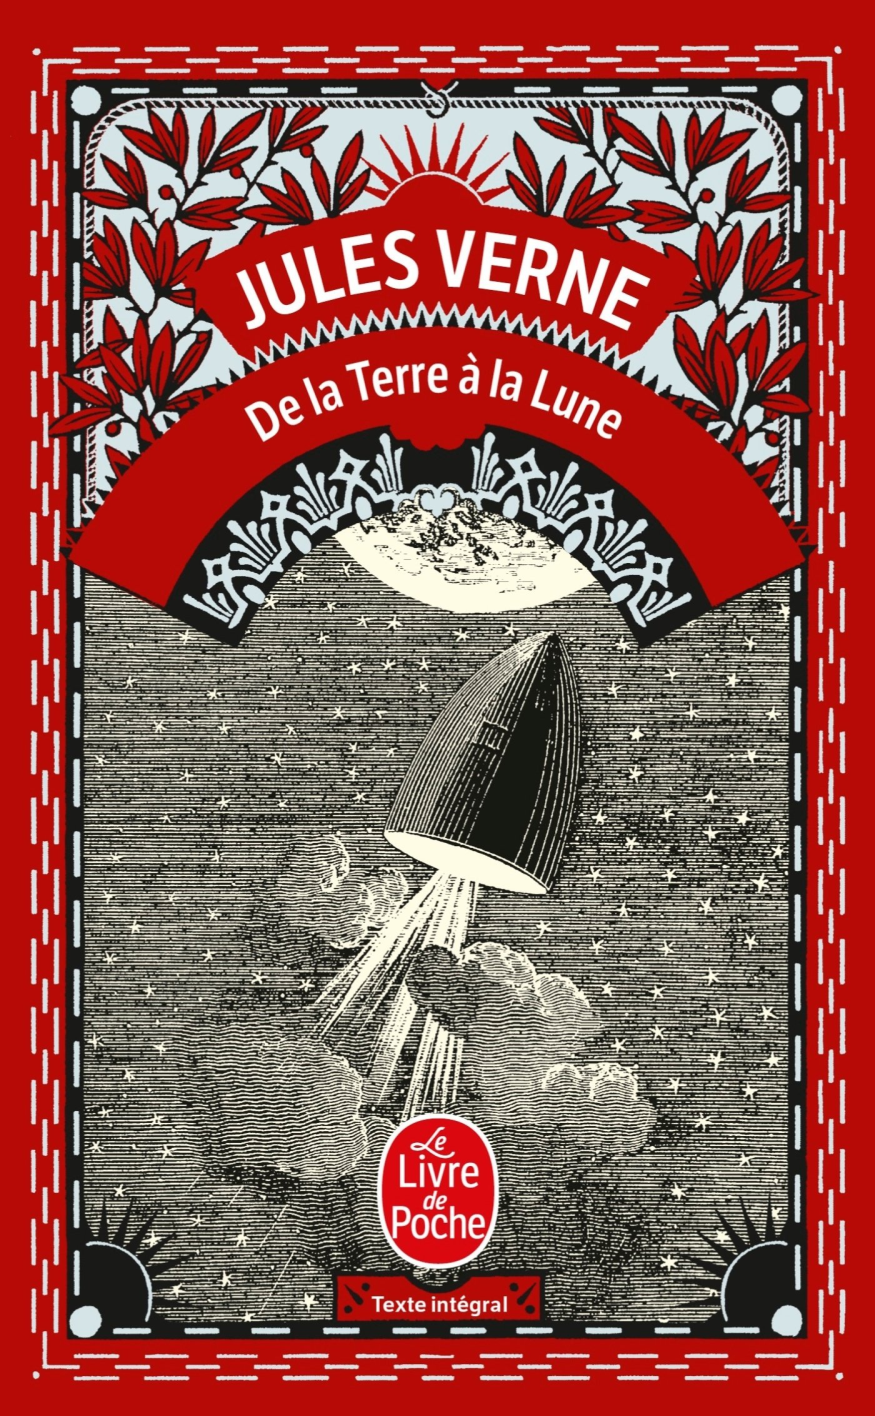 JULES VERNE
De la Terre à la Lune
Le
Livre
de
Poche
Texte intégral